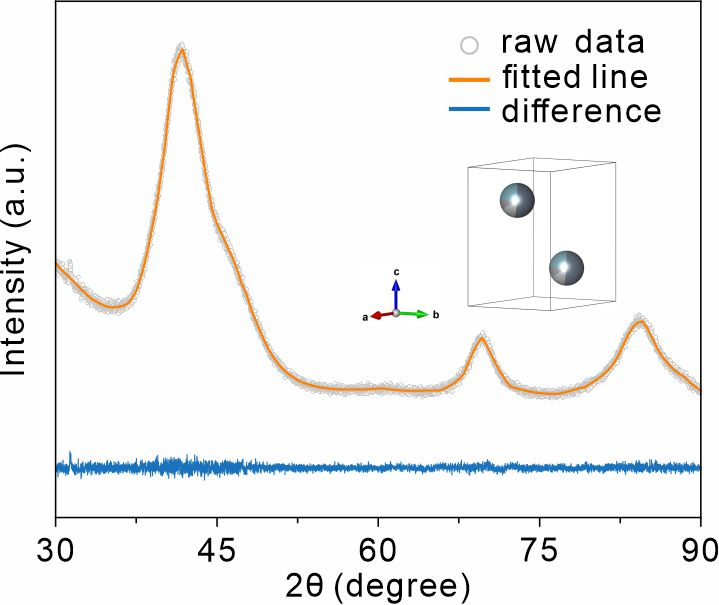 raw data
fitted line
difference
Intensity (a.u.)
c
a
b
30 45 60 75 90
2θ (degree)